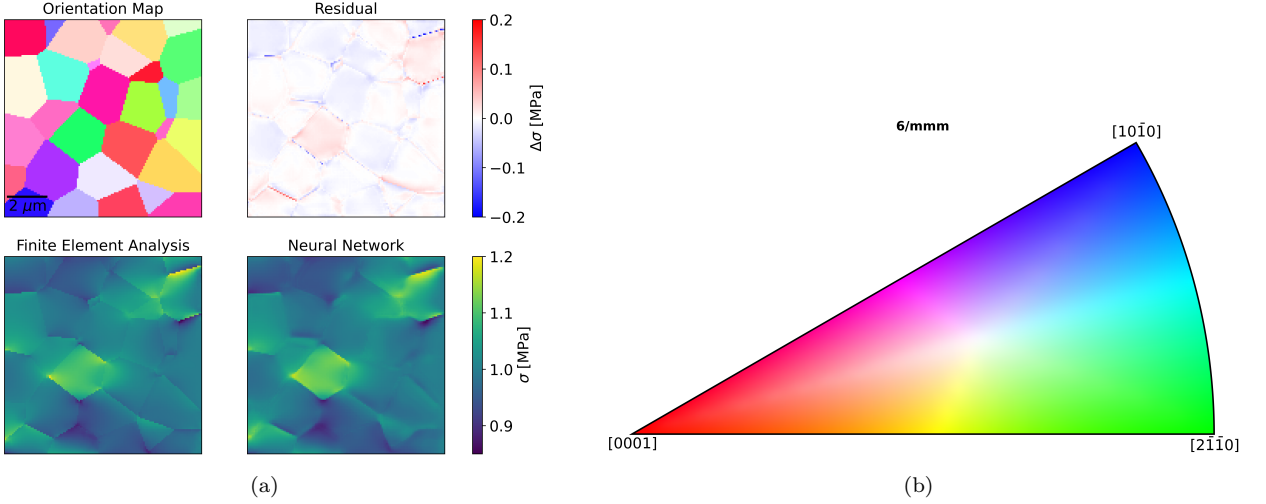 Orientation Map
Residual
2 μm
0.2
0.1
0.0
−0.1
−0.2
Δσ [MPa]
Finite Element Analysis
Neural Network
1.2
1.1
1.0
0.9
σ [MPa]
(a)
6/mmm
[101̄0]
[0001]
[21̄1̄0]
(b)